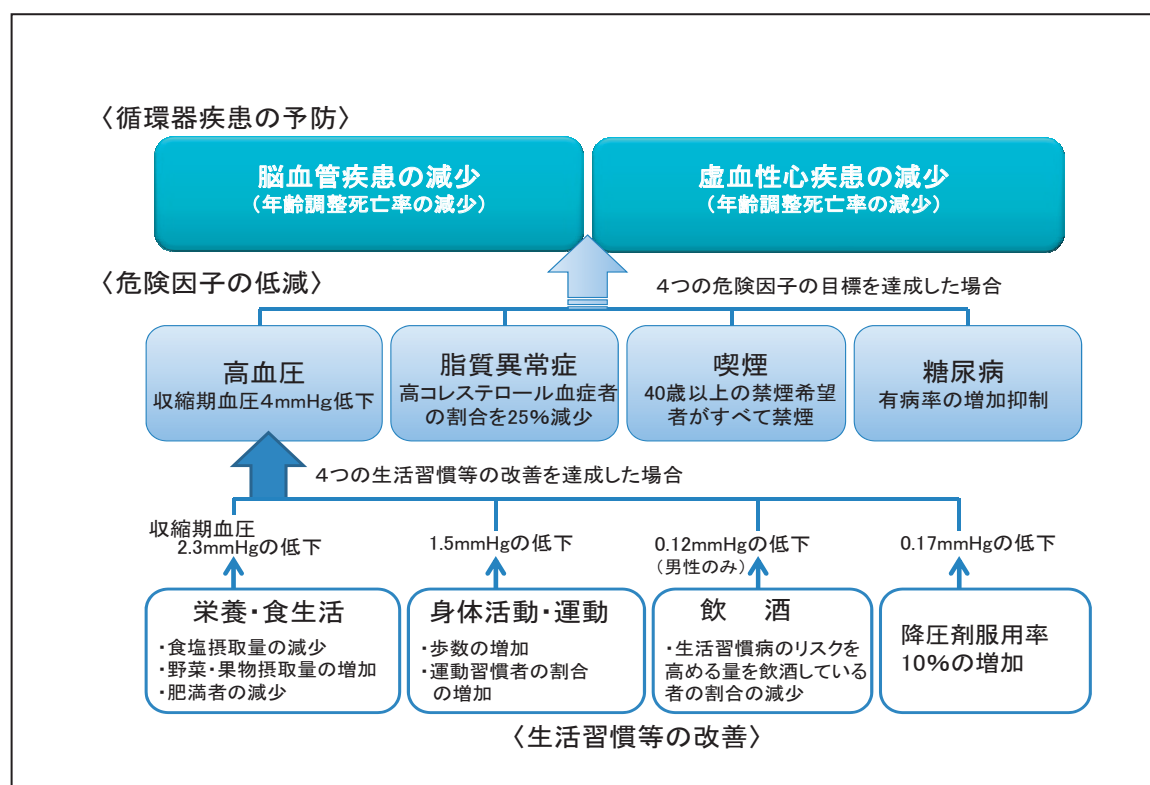 〈循環器疾患の予防〉
脳血管疾患の減少
(年齢調整死亡率の減少)
虚血性心疾患の減少
(年齢調整死亡率の減少)
〈危険因子の低減〉
4つの危険因子の目標を達成した場合
高血圧
収縮期血圧4mmHg低下
脂質異常症
高コレステロール血症者
の割合を25%減少
喫煙
40歳以上の禁煙希望
者がすべて禁煙
糖尿病
有病率の増加抑制
4つの生活習慣等の改善を達成した場合
収縮期血圧
2.3mmHgの低下
1.5mmHgの低下
0.12mmHgの低下
(男性のみ)
0.17mmHgの低下
栄養・食生活
・食塩摂取量の減少
・野菜・果物摂取量の増加
・肥満者の減少
身体活動・運動
・歩数の増加
・運動習慣者の割合
の増加
飲 酒
・生活習慣病のリスクを
高める量を飲酒している
者の割合の減少
降圧剤服用率
10%の増加
〈生活習慣等の改善〉